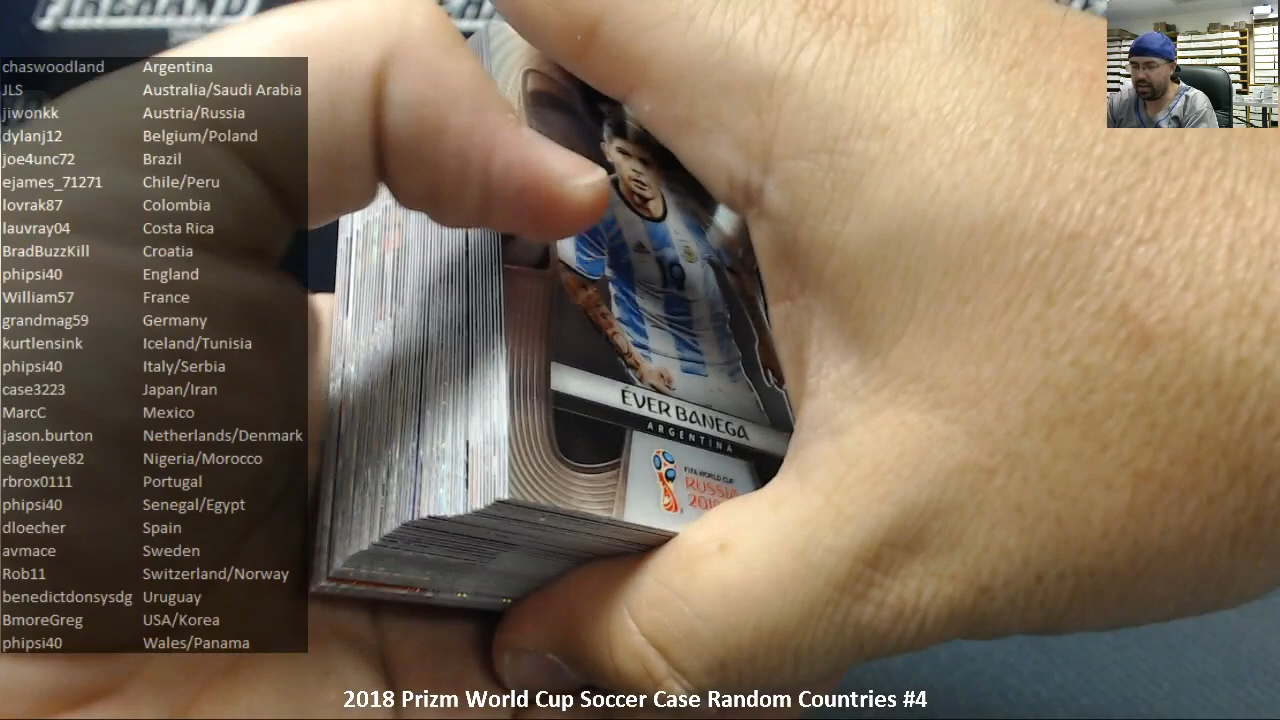 FIREHAND
chaswoodland Argentina
JLS Australia/Saudi Arabia
jiwonkk Austria/Russia
dylanj12 Belgium/Poland
joe4unc72 Brazil
ejames_71271 Chile/Peru
lovrak87 Colombia
lauvray04 Costa Rica
BradBuzzKill Croatia
phipsi40 England
William57 France
grandmag59 Germany
kurtlensink Iceland/Tunisia
phipsi40 Italy/Serbia
case3223 Japan/Iran
MarcC Mexico
jason.burton Netherlands/Denmark
eagleeye82 Nigeria/Morocco
rbrox0111 Portugal
phipsi40 Senegal/Egypt
dloecher Spain
avmace Sweden
Rob11 Switzerland/Norway
benedictdonsysdg Uruguay
BmoreGreg USA/Korea
phipsi40 Wales/Panama
19
ÉVER BANEGA
ARGENTINA
FIFA WORLD CUP
RUSSIA
2018 Prizm World Cup Soccer Case Random Countries #4